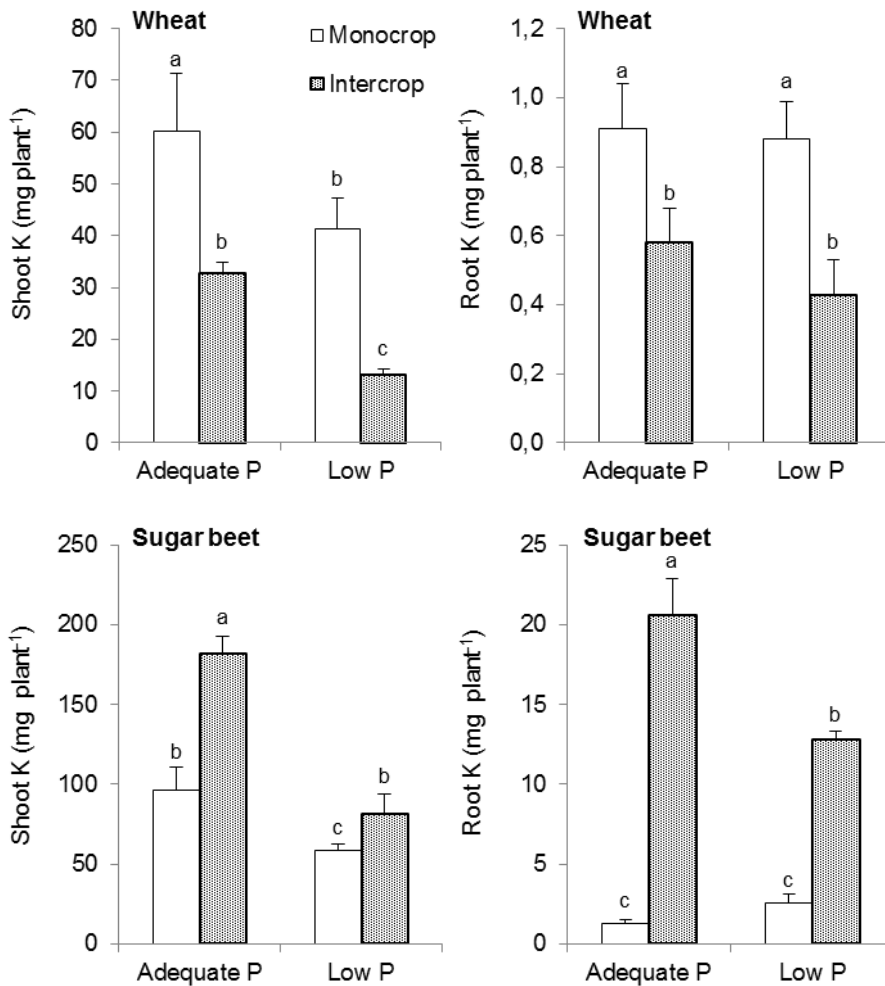 Wheat
Shoot K (mg plant-1)
80
70
60
50
40
30
20
10
0
Monocrop
Intercrop
a
b
b
c
Adequate P
Low P
Wheat
Root K (mg plant-1)
1,2
1,0
0,8
0,6
0,4
0,2
0,0
a
b
a
b
Adequate P
Low P
Sugar beet
Shoot K (mg plant-1)
250
200
150
100
50
0
b
a
c
b
Adequate P
Low P
Sugar beet
Root K (mg plant-1)
25
20
15
10
5
0
c
a
c
b
Adequate P
Low P